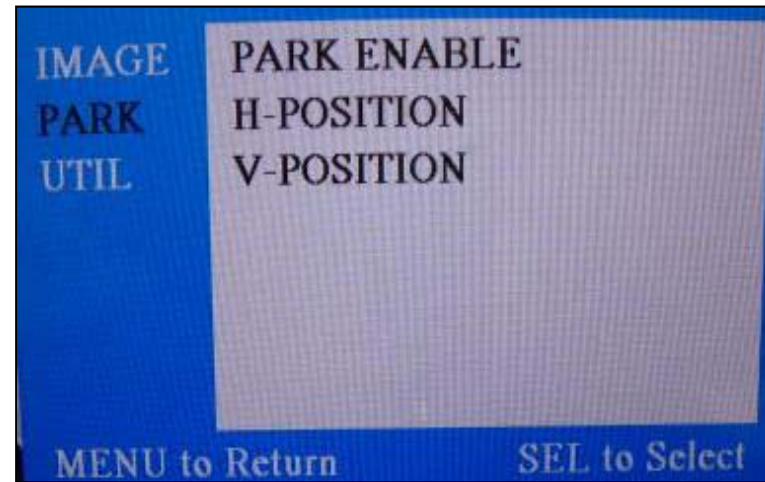 IMAGE
PARK
UTIL
PARK ENABLE
H-POSITION
V-POSITION
MENU to Return
SEL to Select